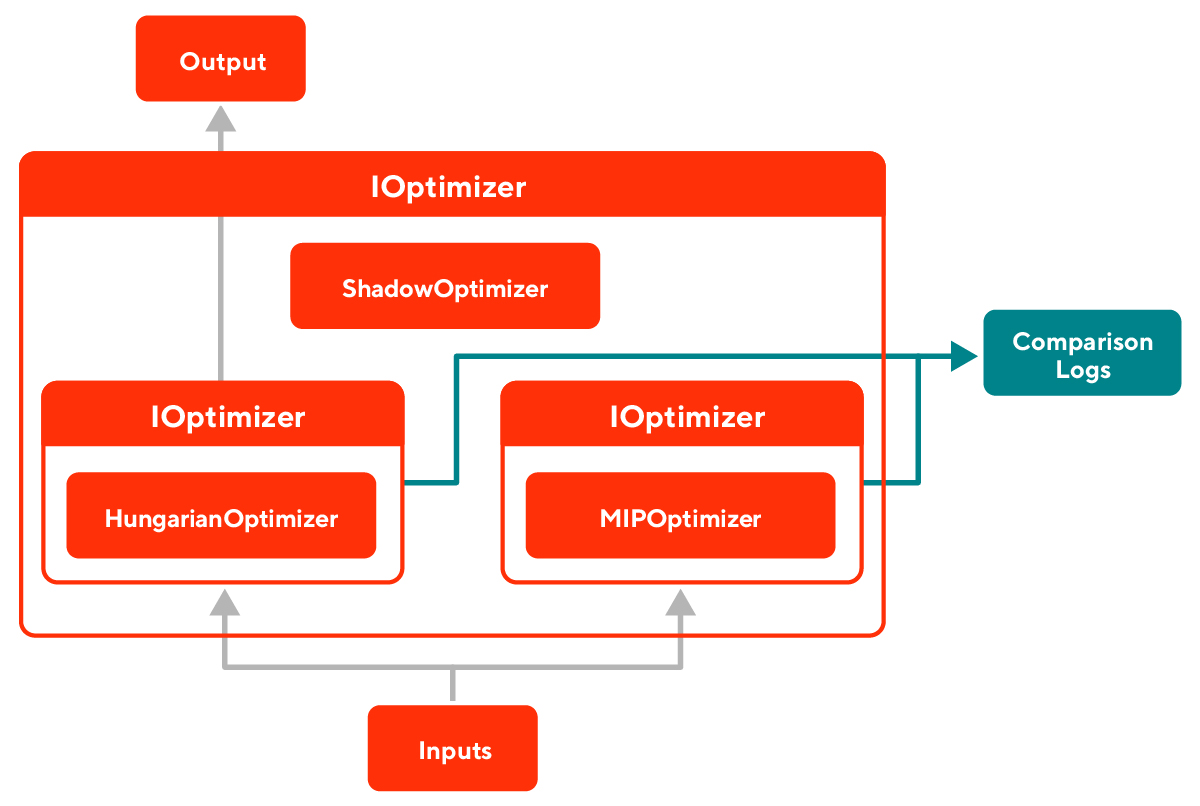 Output
IOptimizer
ShadowOptimizer
Comparison
Logs
IOptimizer
IOptimizer
HungarianOptimizer
MIPOptimizer
Inputs